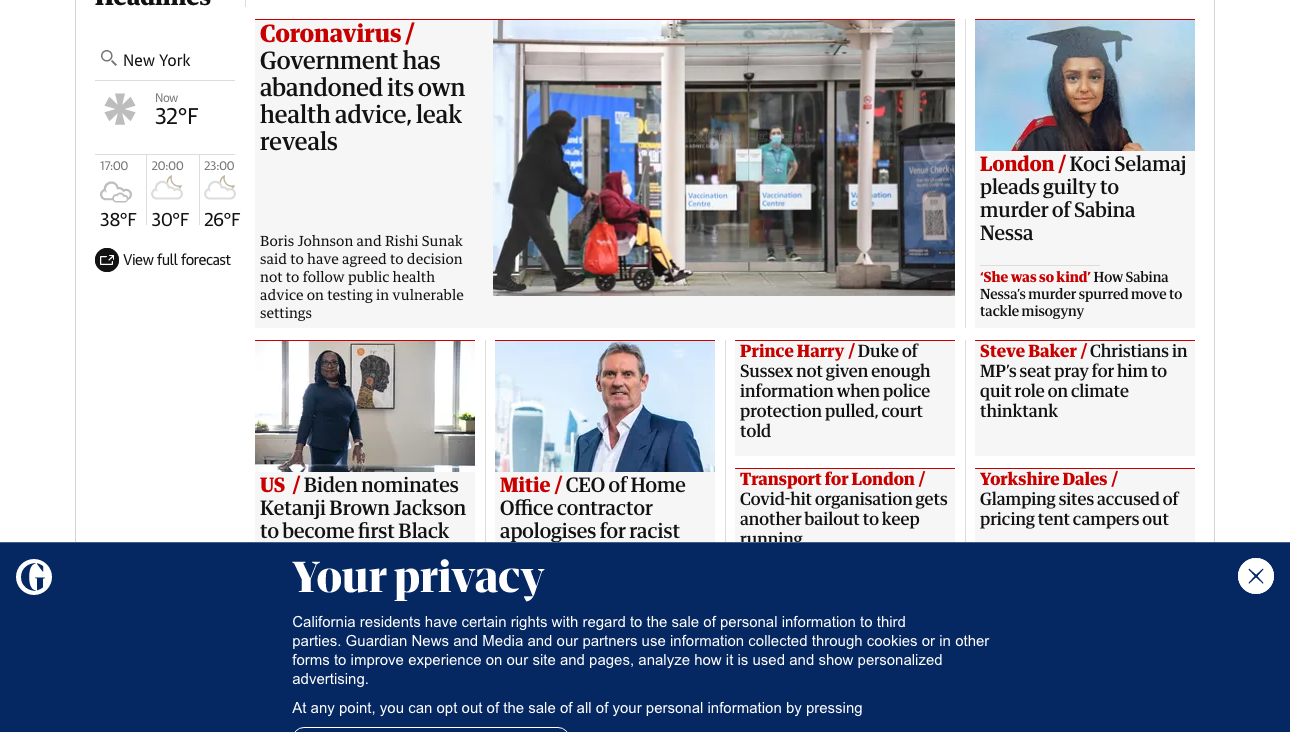 Headlines
New York
Now
32°F
17:00
20:00
23:00
38°F
30°F
26°F
View full forecast
Coronavirus /
Government has
abandoned its own
health advice, leak
reveals
Boris Johnson and Rishi Sunak
said to have agreed to decision
not to follow public health
advice on testing in vulnerable
settings
Vaccination
Centre
Vaccination
Centre
Vaccination
Centre
Venue Check-in
London / Koci Selamaj
pleads guilty to
murder of Sabina
Nessa
‘She was so kind’ How Sabina
Nessa’s murder spurred move to
tackle misogyny
US / Biden nominates
Ketanji Brown Jackson
to become first Black
Mitie / CEO of Home
Office contractor
apologises for racist
Prince Harry / Duke of
Sussex not given enough
information when police
protection pulled, court
told
Steve Baker / Christians in
MP’s seat pray for him to
quit role on climate
thinktank
Transport for London /
Covid-hit organisation gets
another bailout to keep
running
Yorkshire Dales /
Glamping sites accused of
pricing tent campers out
Your privacy
California residents have certain rights with regard to the sale of personal information to third
parties. Guardian News and Media and our partners use information collected through cookies or in other
forms to improve experience on our site and pages, analyze how it is used and show personalized
advertising.
At any point, you can opt out of the sale of all of your personal information by pressing